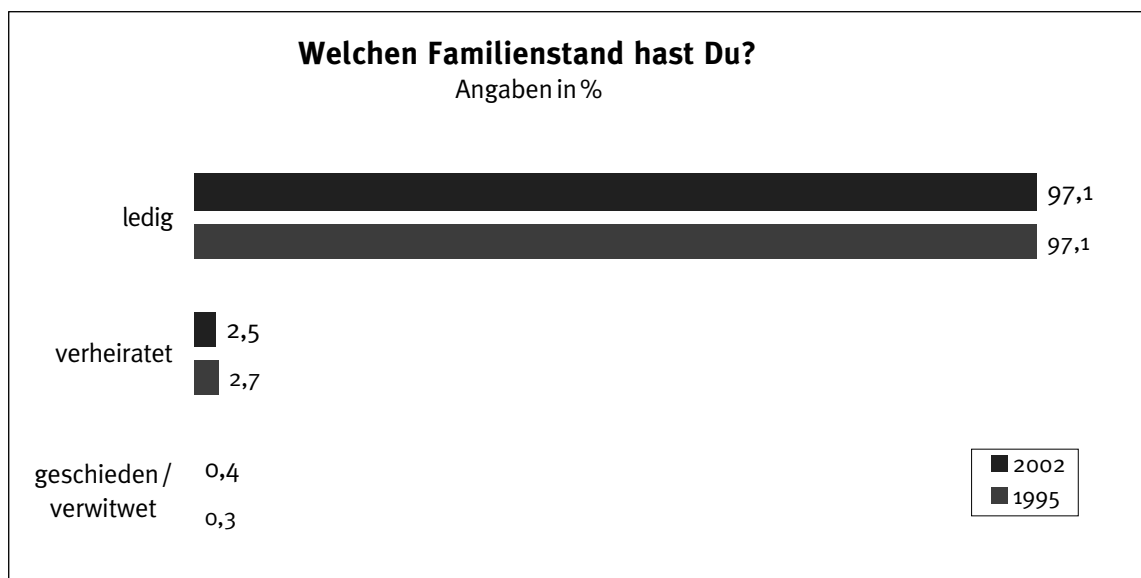 Welchen Familienstand hast Du?
Angaben in %
ledig
97,1
97,1
verheiratet
2,5
2,7
geschieden /
verwitwet
0,4
0,3
2002
1995